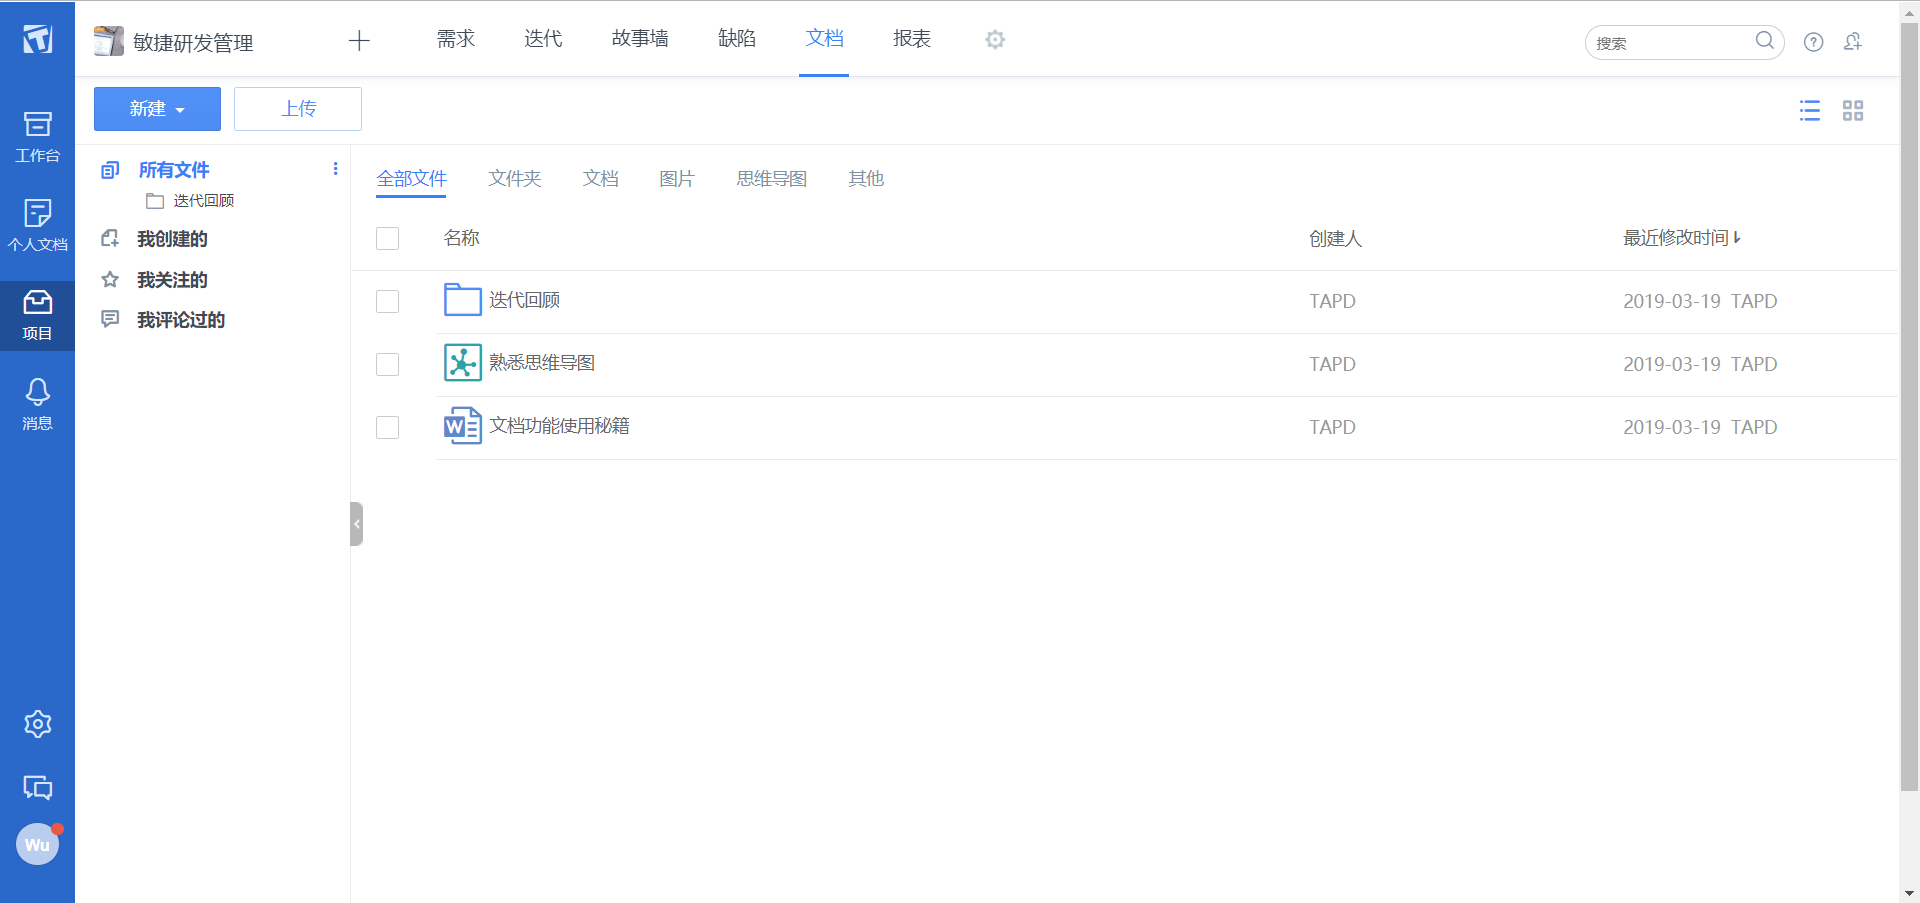 敏捷研发管理
需求 迭代 故事墙 缺陷 文档 报表
搜索
新建 上传
工作台
个人文档
项目
消息
Wu
所有文件
迭代回顾
我创建的
我关注的
我评论过的
全部文件 文件夹 文档 图片 思维导图 其他
名称 创建人 最近修改时间
迭代回顾 TAPD 2019-03-19 TAPD
熟悉思维导图 TAPD 2019-03-19 TAPD
文档功能使用秘籍 TAPD 2019-03-19 TAPD